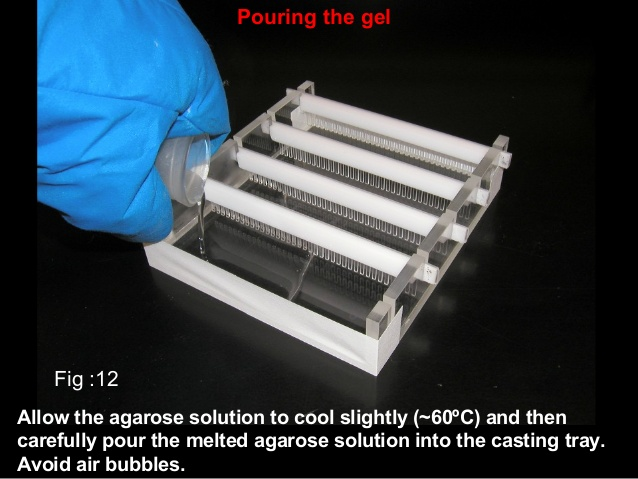 Pouring the gel
Fig :12
Allow the agarose solution to cool slightly (~60ºC) and then
carefully pour the melted agarose solution into the casting tray.
Avoid air bubbles.